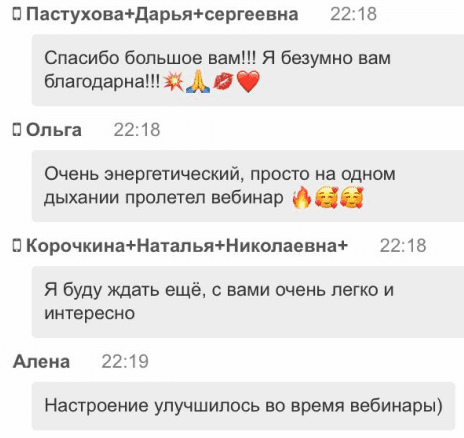 Пастухова+Дарья+сергеевна 22:18
Спасибо большое вам!!! Я безумно вам
благодарна!!!💥🙏💋❤️
Ольга 22:18
Очень энергетический, просто на одном
дыхании пролетел вебинар 🔥🥰🥰
Корочкина+Наталья+Николаевна+ 22:18
Я буду ждать ещё, с вами очень легко и
интересно
Алена 22:19
Настроение улучшилось во время вебинары)